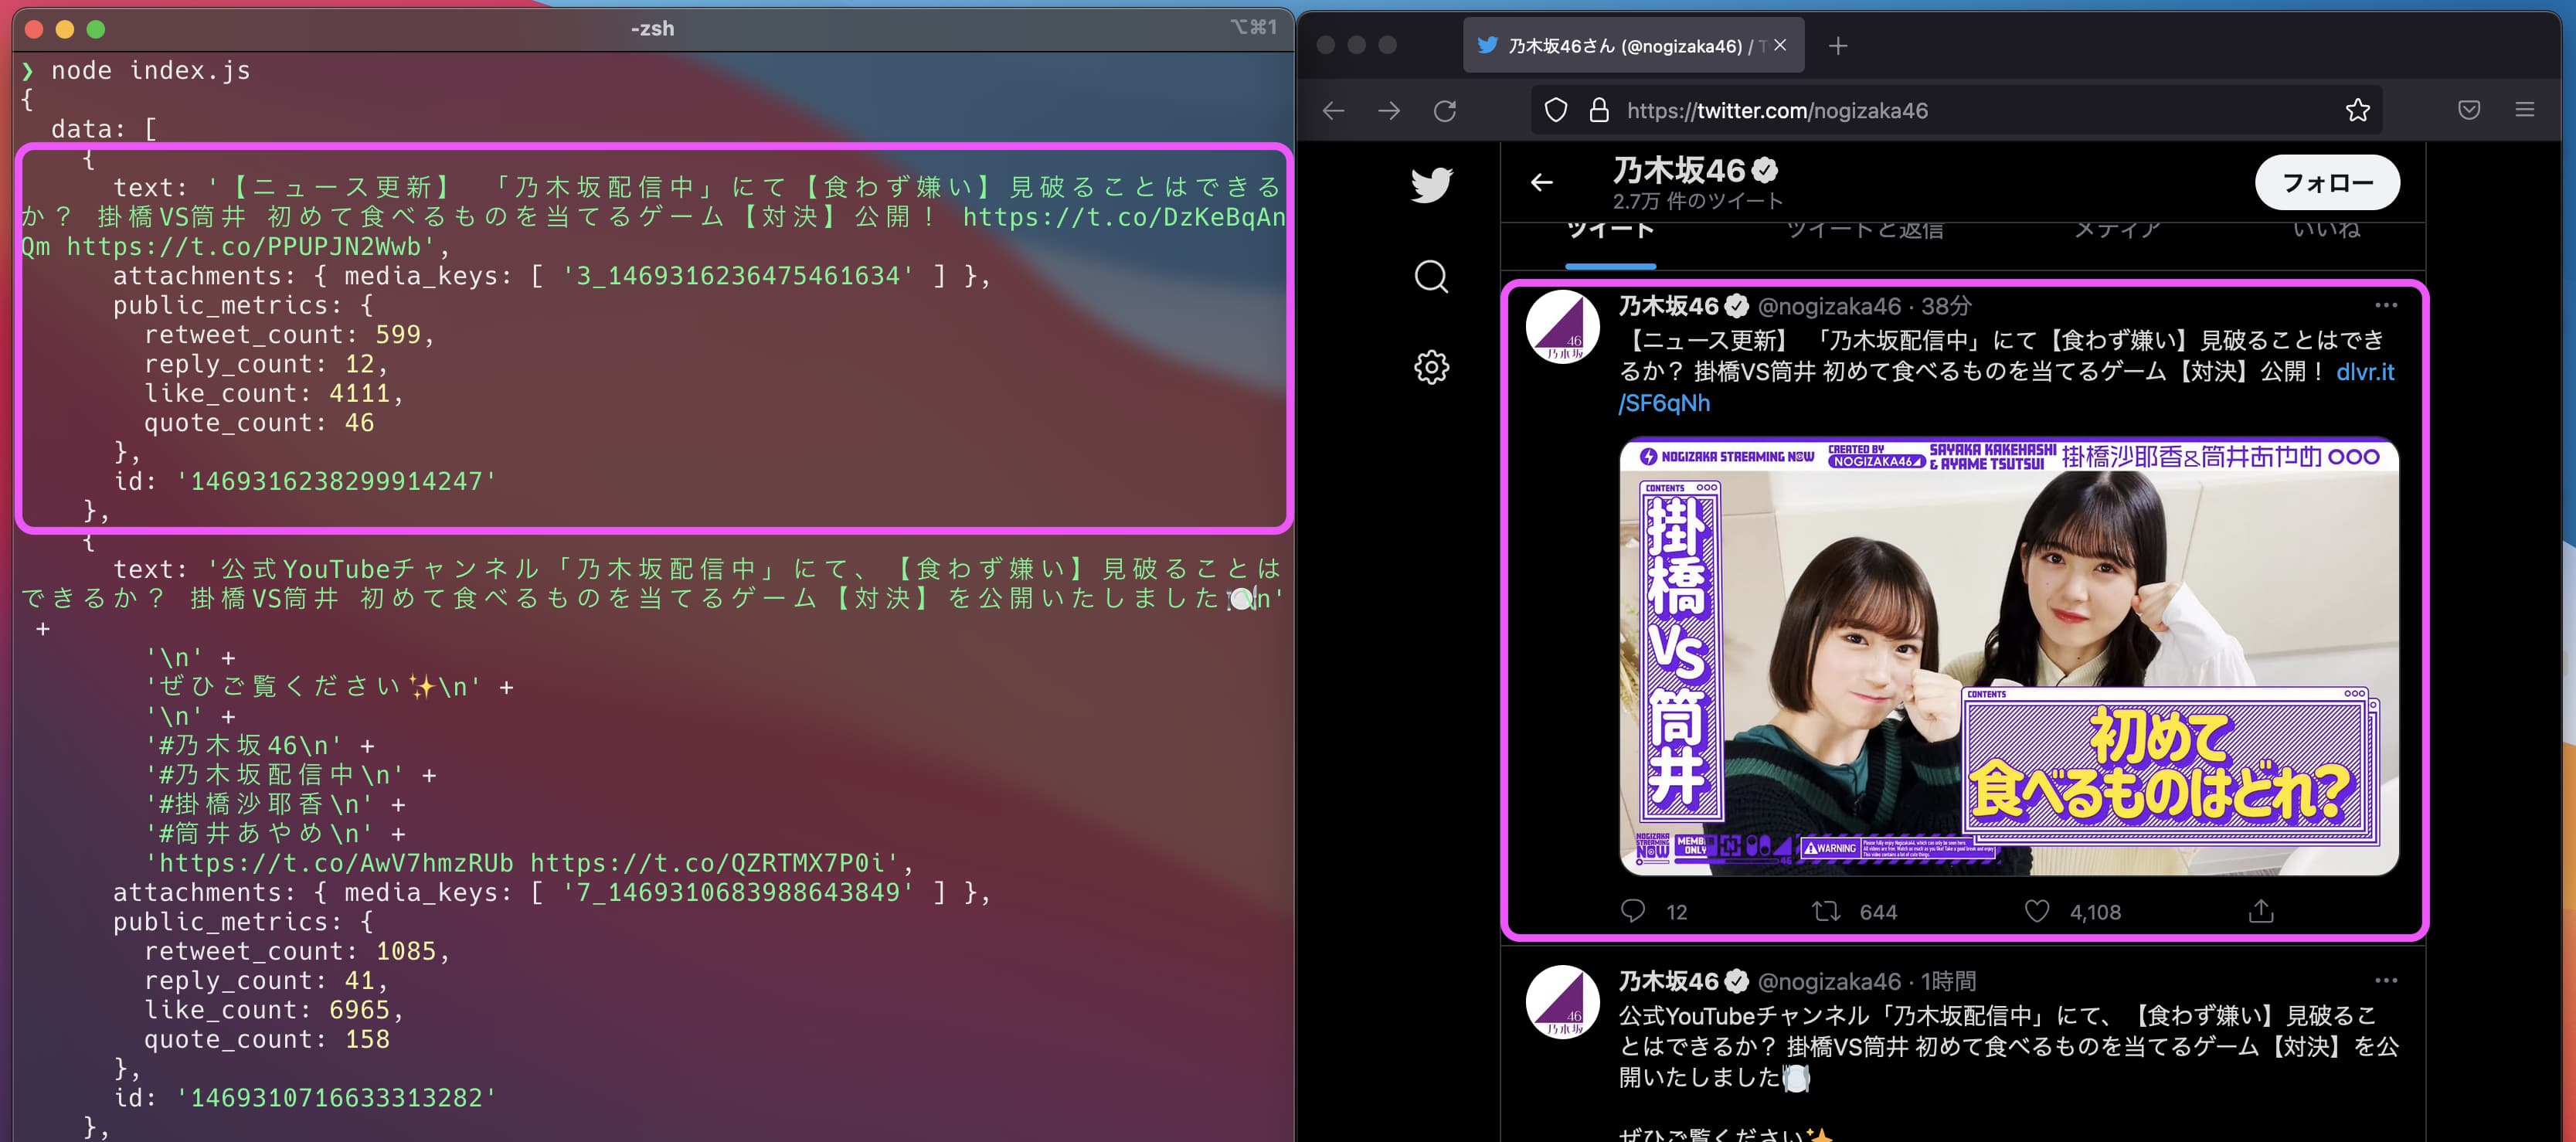 -zsh
⌥⌘1
❯ node index.js
{
data: [
{
text: '【ニュース更新】 「乃木坂配信中」にて【食わず嫌い】見破ることはできる
か？ 掛橋VS筒井 初めて食べるものを当てるゲーム【対決】公開！ https://t.co/DzKeBqAn
Qm https://t.co/PPUPJN2Wwb',
attachments: { media_keys: [ '3_1469316236475461634' ] },
public_metrics: {
retweet_count: 599,
reply_count: 12,
like_count: 4111,
quote_count: 46
},
id: '1469316238299914247'
},
{
text: '公式YouTubeチャンネル「乃木坂配信中」にて、【食わず嫌い】見破ることは
できるか？ 掛橋VS筒井 初めて食べるものを当てるゲーム【対決】を公開いたしました🍽\n'
+
'\n' +
'ぜひご覧ください✨\n' +
'\n' +
'#乃木坂46\n' +
'#乃木坂配信中\n' +
'#掛橋沙耶香\n' +
'#筒井あやめ\n' +
'https://t.co/AwV7hmzRUb https://t.co/QZRTMX7P0i',
attachments: { media_keys: [ '7_1469310683988643849' ] },
public_metrics: {
retweet_count: 1085,
reply_count: 41,
like_count: 6965,
quote_count: 158
},
id: '1469310716633313282'
},
乃木坂46さん (@nogizaka46) / T
https://twitter.com/nogizaka46
乃木坂46
2.7万 件のツイート
フォロー
ツイート ツイートと返信 メディア いいね
乃木坂46 @nogizaka46 · 38分
【ニュース更新】 「乃木坂配信中」にて【食わず嫌い】見破ることはでき
るか？ 掛橋VS筒井 初めて食べるものを当てるゲーム【対決】公開！ dlvr.it
/SF6qNh
NOGIZAKA STREAMING NOW
CREATED BY
NOGIZAKA46
SAYAKA KAKEHASHI
& AYAME TSUTSUI
掛橋沙耶香&筒井あやめ
CONTENTS
掛橋VS筒井
CONTENTS
初めて
食べるものはどれ?
NOGIZAKA
STREAMING
NOW
MEMBER
ONLY
46
WARNING
12 644 4,108
乃木坂46 @nogizaka46 · 1時間
公式YouTubeチャンネル「乃木坂配信中」にて、【食わず嫌い】見破るこ
とはできるか？ 掛橋VS筒井 初めて食べるものを当てるゲーム【対決】を公
開いたしました🍽
ぜひご覧ください✨